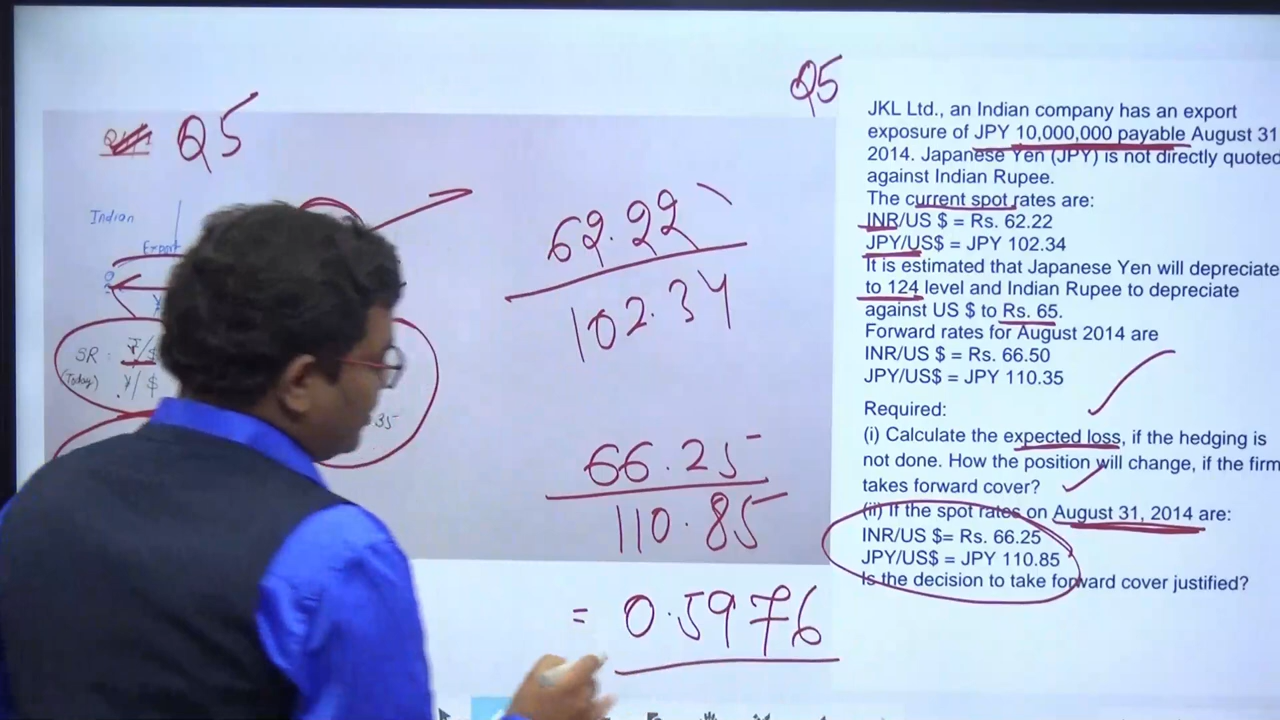 Q5
Indian
Export
SR : ₹/$
(Today) ¥/$
35
62.22
102.34
66.25
110.85
= 0.5976
Q5
JKL Ltd., an Indian company has an export
exposure of JPY 10,000,000 payable August 31
2014. Japanese Yen (JPY) is not directly quoted
against Indian Rupee.
The current spot rates are:
INR/US $ = Rs. 62.22
JPY/US$ = JPY 102.34
It is estimated that Japanese Yen will depreciate
to 124 level and Indian Rupee to depreciate
against US $ to Rs. 65.
Forward rates for August 2014 are
INR/US $ = Rs. 66.50
JPY/US$ = JPY 110.35
Required:
(i) Calculate the expected loss, if the hedging is
not done. How the position will change, if the firm
takes forward cover?
(ii) If the spot rates on August 31, 2014 are:
INR/US $= Rs. 66.25
JPY/US$ = JPY 110.85
Is the decision to take forward cover justified?